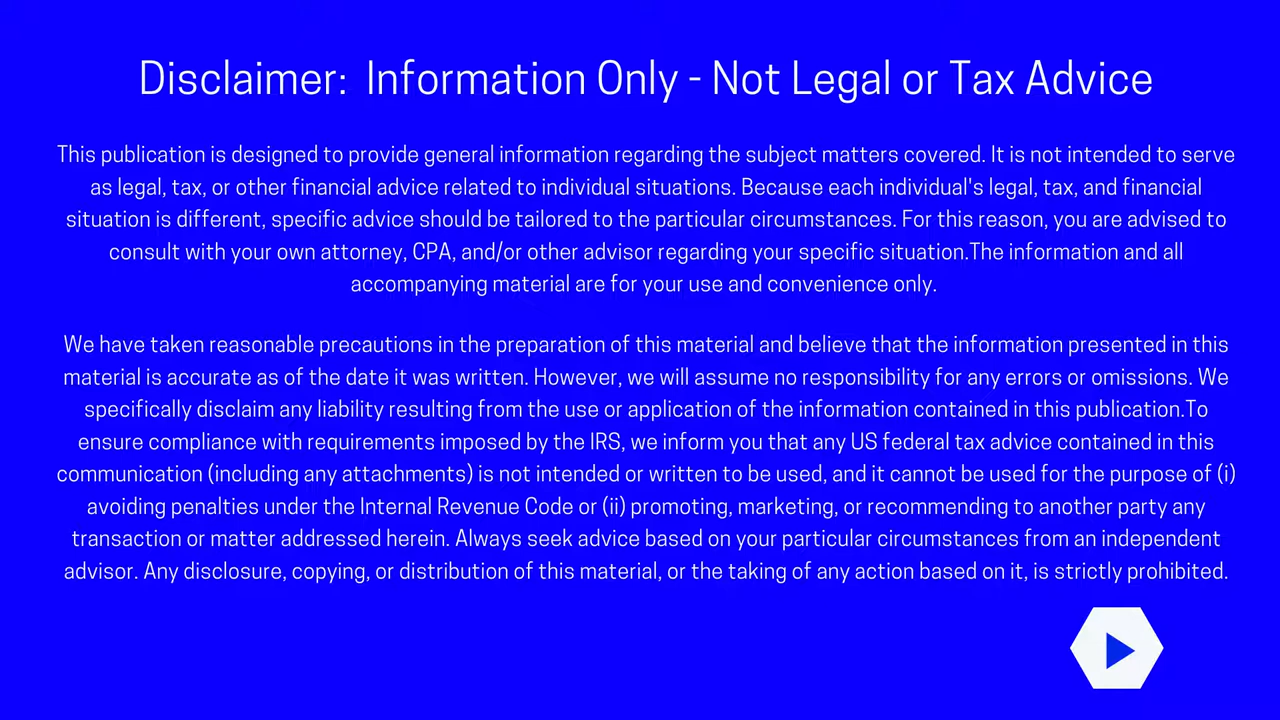 Disclaimer: Information Only - Not Legal or Tax Advice
This publication is designed to provide general information regarding the subject matters covered. It is not intended to serve
as legal, tax, or other financial advice related to individual situations. Because each individual's legal, tax, and financial
situation is different, specific advice should be tailored to the particular circumstances. For this reason, you are advised to
consult with your own attorney, CPA, and/or other advisor regarding your specific situation.The information and all
accompanying material are for your use and convenience only.
We have taken reasonable precautions in the preparation of this material and believe that the information presented in this
material is accurate as of the date it was written. However, we will assume no responsibility for any errors or omissions. We
specifically disclaim any liability resulting from the use or application of the information contained in this publication.To
ensure compliance with requirements imposed by the IRS, we inform you that any US federal tax advice contained in this
communication (including any attachments) is not intended or written to be used, and it cannot be used for the purpose of (i)
avoiding penalties under the Internal Revenue Code or (ii) promoting, marketing, or recommending to another party any
transaction or matter addressed herein. Always seek advice based on your particular circumstances from an independent
advisor. Any disclosure, copying, or distribution of this material, or the taking of any action based on it, is strictly prohibited.